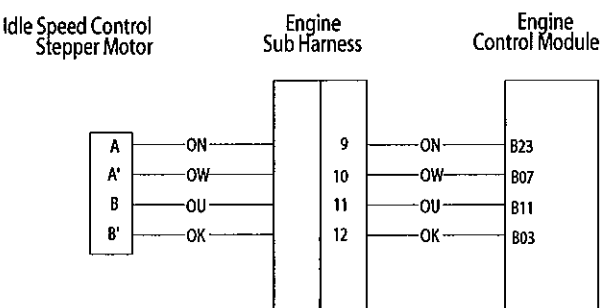 Idle Speed Control
Stepper Motor
Engine
Sub Harness
Engine
Control Module
A ON 9 ON B23
A' OW 10 OW B07
B OU 11 OU B11
B' OK 12 OK B03